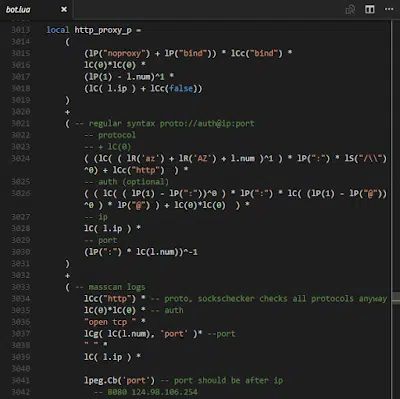 bot.lua
3013 local http_proxy_p =
3014 (
3015 (lP("noproxy") + lP("bind")) * lCc("bind") *
3016 lC(0)*lC(0) *
3017 (lP(1) - l.num)^1 *
3018 (lC( l.ip ) + lCc(false))
3019 )
3020 +
3021 ( -- regular syntax proto://auth@ip:port
3022 -- protocol
3023 -- + lC(0)
3024 ( (lC( ( lR('az') + lR('AZ') + l.num )^1 ) * lP(":") * lS("/\\")
^0) + lCc("http") ) *
3025 -- auth (optional)
3026 ( ( lC( ( lP(1) - lP(":"))^0 ) * lP(":") * lC( (lP(1) - lP("@"))
^0 ) * lP("@") ) + lC(0)*lC(0) ) *
3027 -- ip
3028 lC( l.ip ) *
3029 -- port
3030 (lP(":") * lC(l.num))^-1
3031 )
3032 +
3033 ( -- masscan logs
3034 lCc("http") * -- proto, sockschecker checks all protocols anyway
3035 lC(0)*lC(0) * -- auth
3036 "open tcp " *
3037 lCg( lC(l.num), 'port' )* --port
3038 " " *
3039 lC( l.ip ) *
3040
3041 lpeg.Cb('port') -- port should be after ip
3042 -- 8080 124.98.106.254